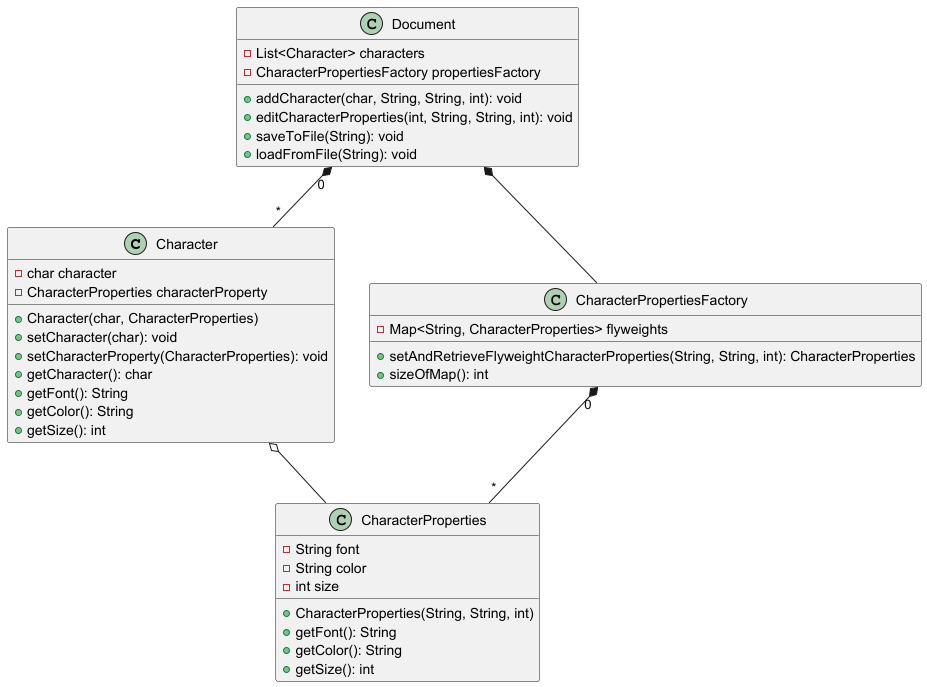 C Document
List<Character> characters
CharacterPropertiesFactory propertiesFactory
addCharacter(char, String, String, int): void
editCharacterProperties(int, String, String, int): void
saveToFile(String): void
loadFromFile(String): void
0
*
C Character
char character
CharacterProperties characterProperty
Character(char, CharacterProperties)
setCharacter(char): void
setCharacterProperty(CharacterProperties): void
getCharacter(): char
getFont(): String
getColor(): String
getSize(): int
C CharacterPropertiesFactory
Map<String, CharacterProperties> flyweights
setAndRetrieveFlyweightCharacterProperties(String, String, int): CharacterProperties
sizeOfMap(): int
0
*
C CharacterProperties
String font
String color
int size
CharacterProperties(String, String, int)
getFont(): String
getColor(): String
getSize(): int